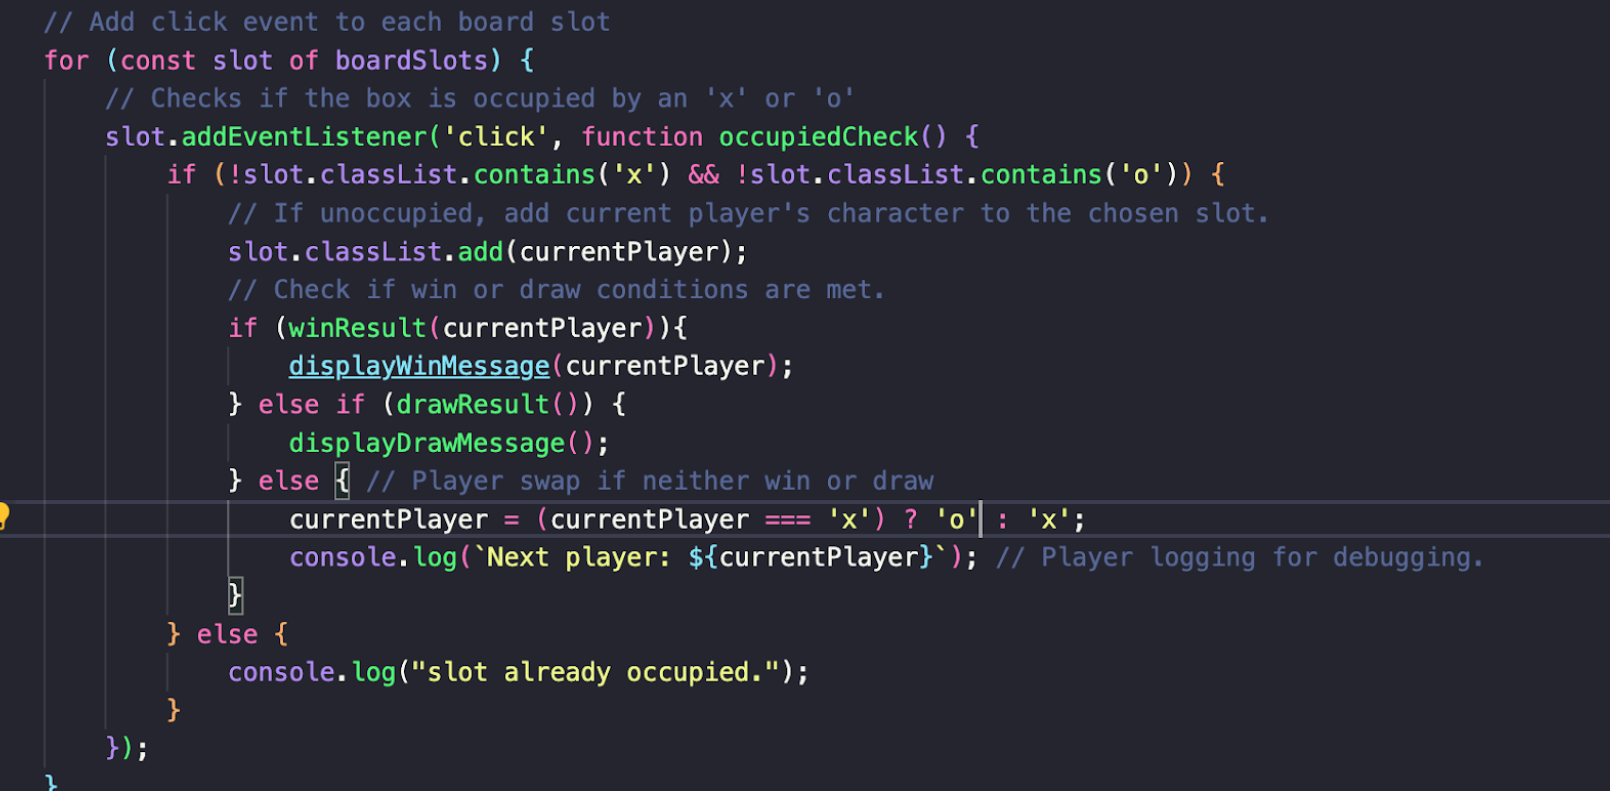 // Add click event to each board slot
for (const slot of boardSlots) {
// Checks if the box is occupied by an 'x' or 'o'
slot.addEventListener('click', function occupiedCheck() {
if (!slot.classList.contains('x') && !slot.classList.contains('o')) {
// If unoccupied, add current player's character to the chosen slot.
slot.classList.add(currentPlayer);
// Check if win or draw conditions are met.
if (winResult(currentPlayer)){
displayWinMessage(currentPlayer);
} else if (drawResult()) {
displayDrawMessage();
} else { // Player swap if neither win or draw
currentPlayer = (currentPlayer === 'x') ? 'o' : 'x';
console.log(`Next player: ${currentPlayer}`); // Player logging for debugging.
}
} else {
console.log("slot already occupied.");
}
});
}